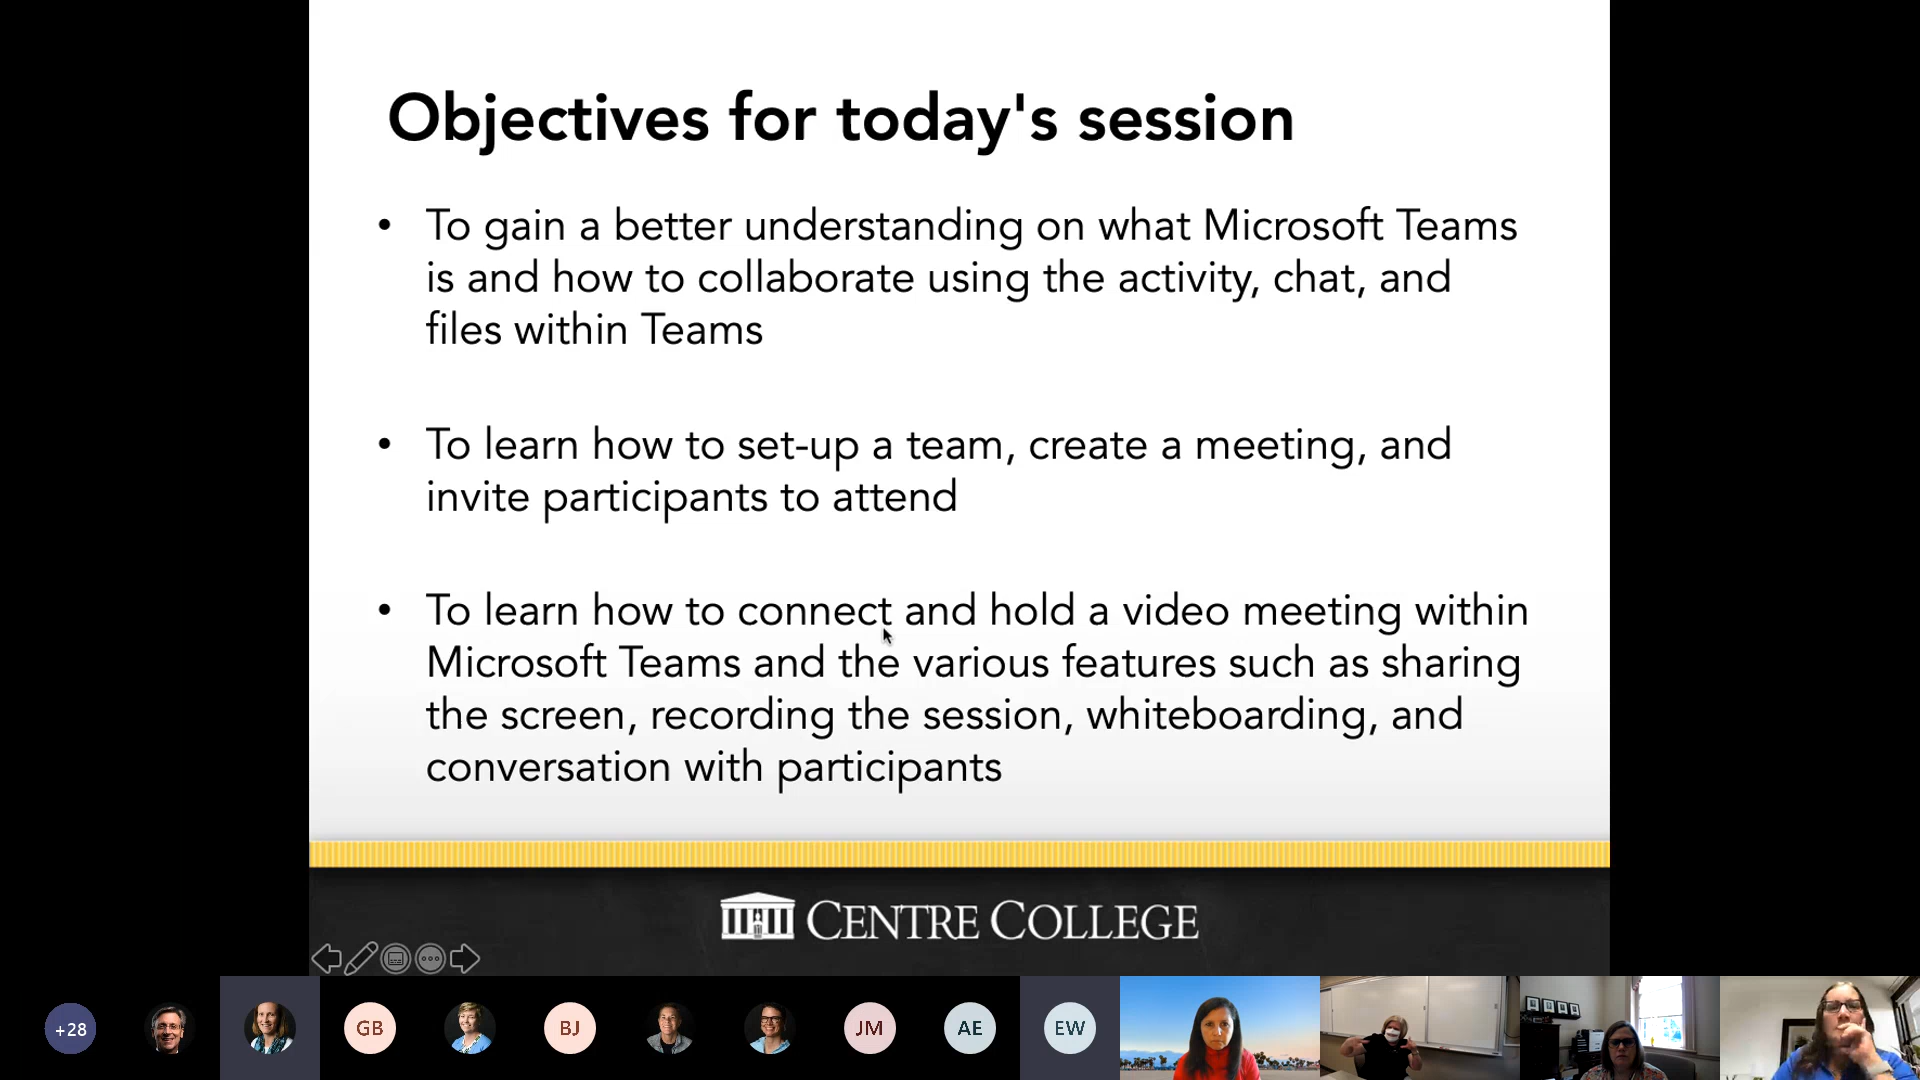 Objectives for today's session
• To gain a better understanding on what Microsoft Teams
is and how to collaborate using the activity, chat, and
files within Teams
• To learn how to set-up a team, create a meeting, and
invite participants to attend
• To learn how to connect and hold a video meeting within
Microsoft Teams and the various features such as sharing
the screen, recording the session, whiteboarding, and
conversation with participants
CENTRE COLLEGE
+28 GB BJ JM AE EW